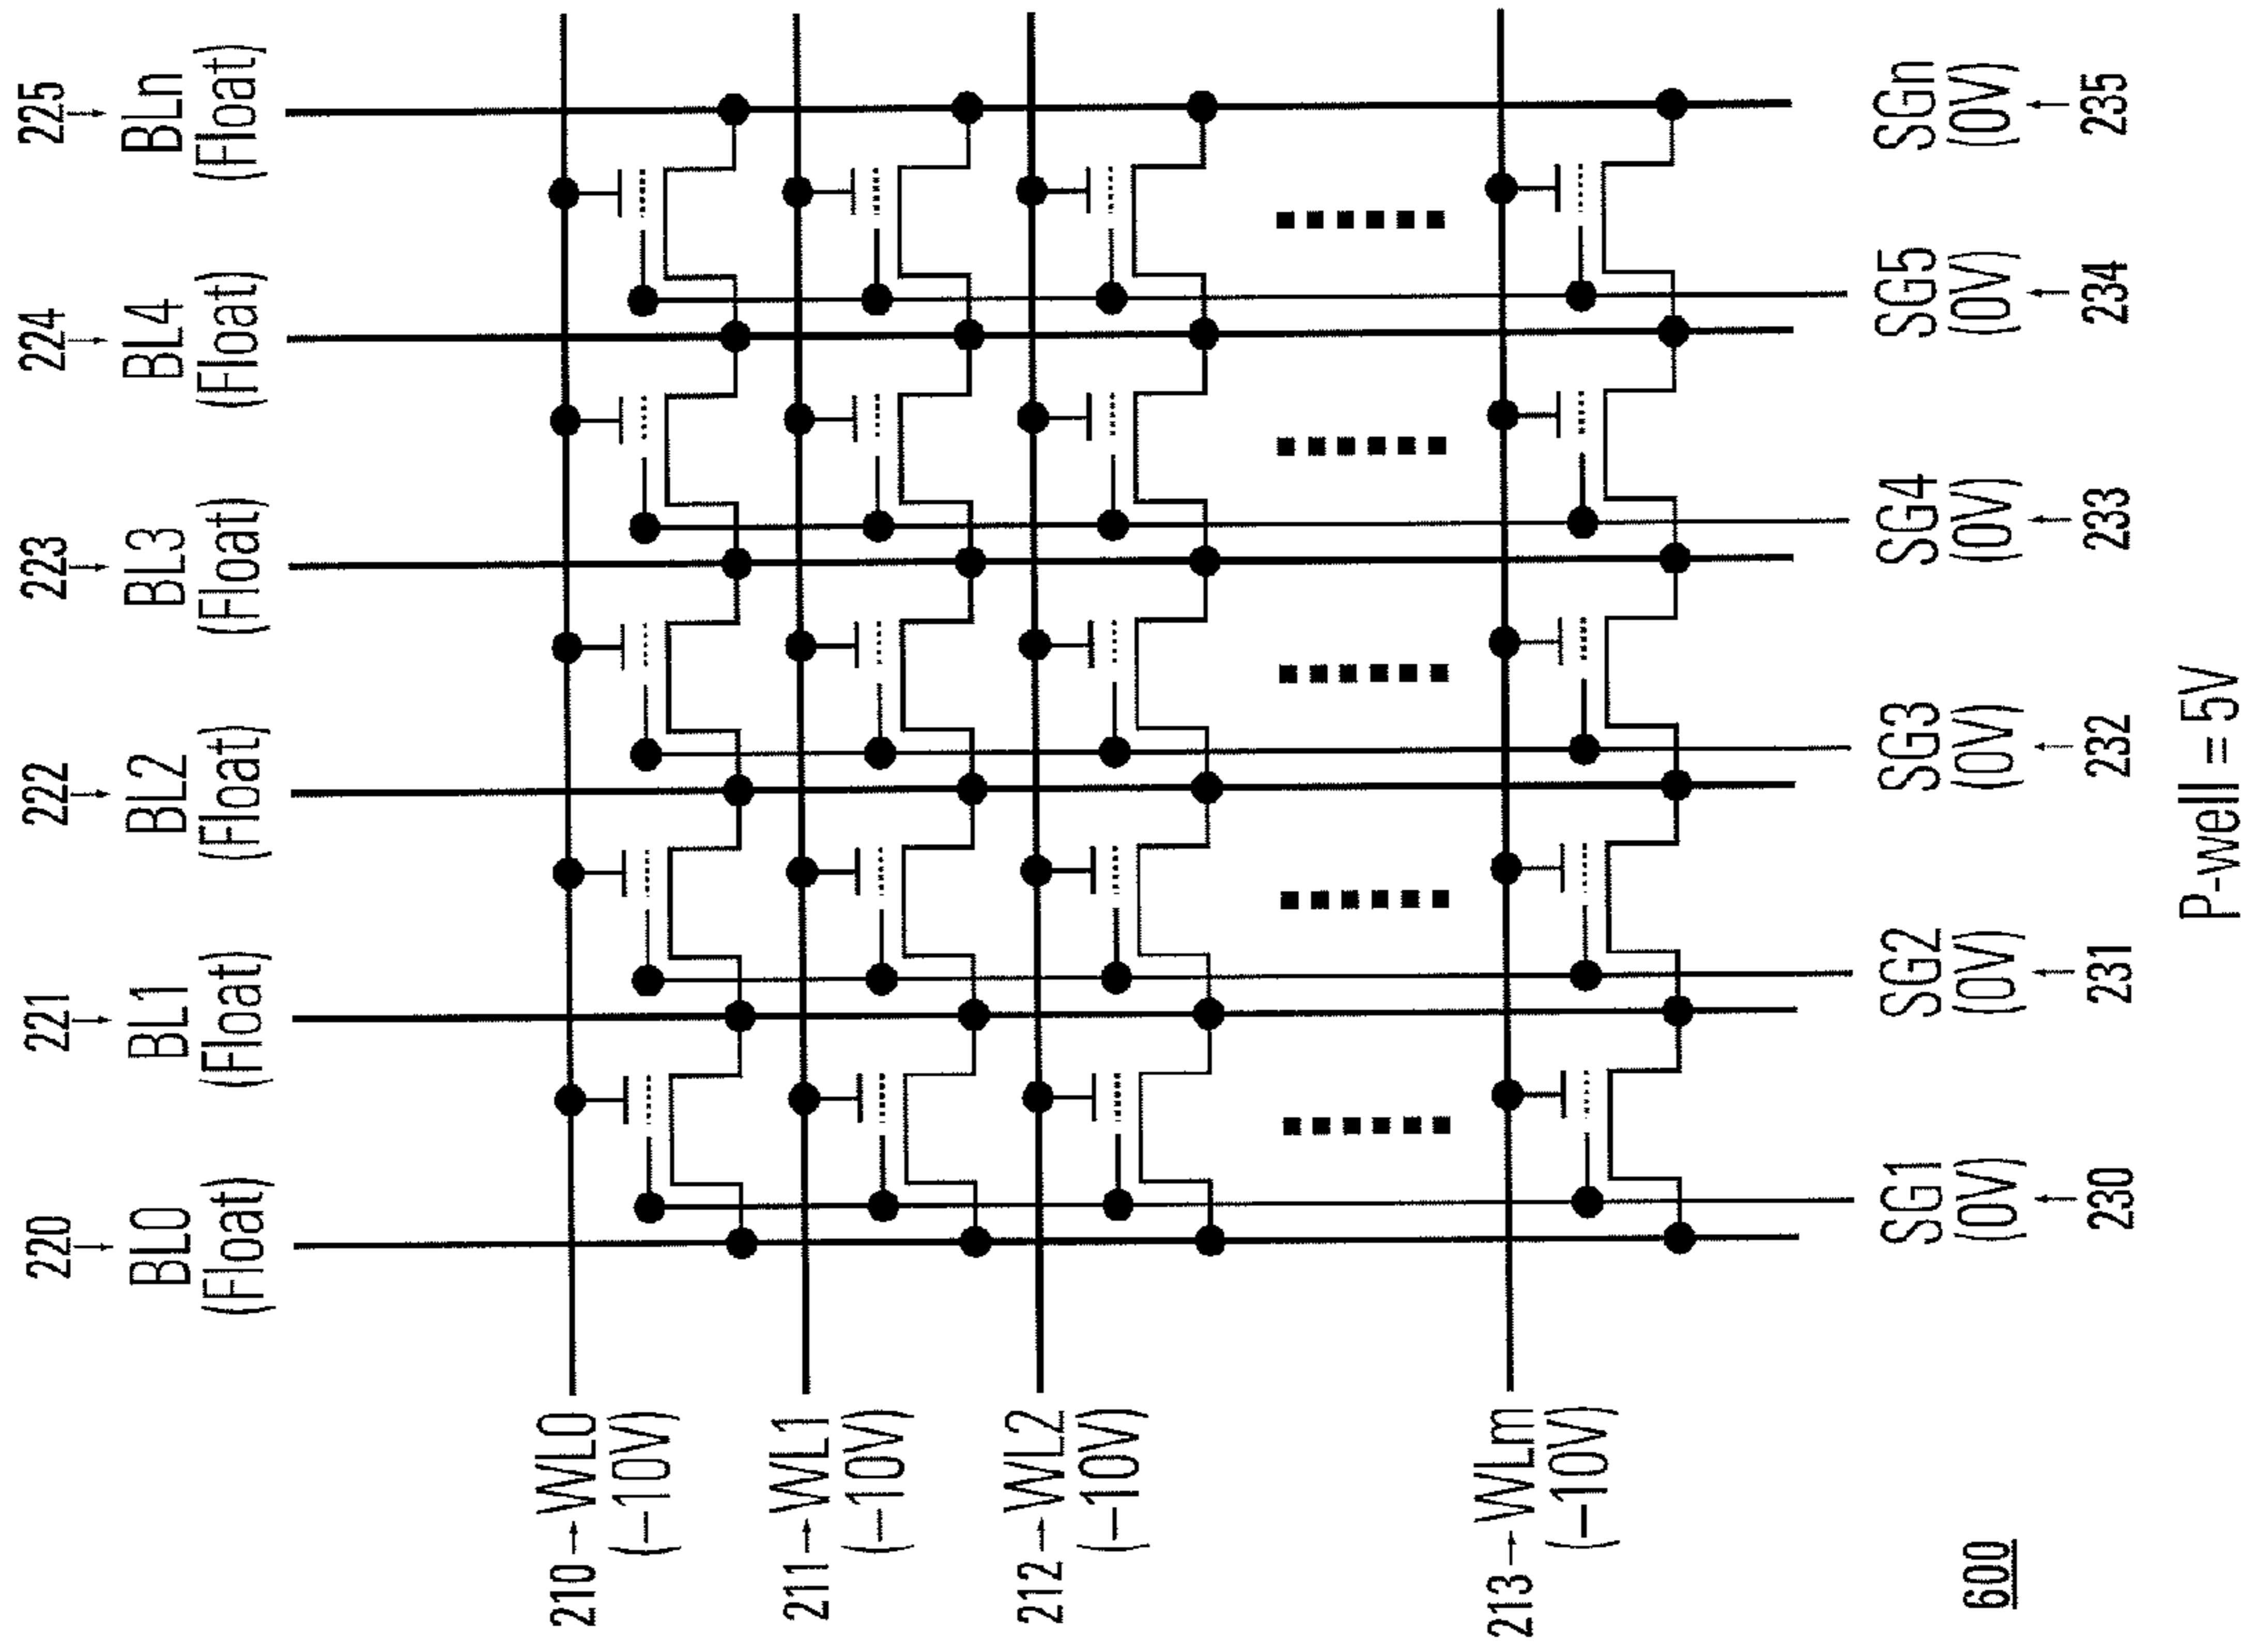 220
BL0
(Float)
221
BL1
(Float)
222
BL2
(Float)
223
BL3
(Float)
224
BL4
(Float)
225
BLn
(Float)
210
WL0
(-10V)
211
WL1
(-10V)
212
WL2
(-10V)
213
WLm
(-10V)
SG1
(0V)
230
SG2
(0V)
231
SG3
(0V)
232
SG4
(0V)
233
SG5
(0V)
234
SGn
(0V)
235
600
P-well = 5V